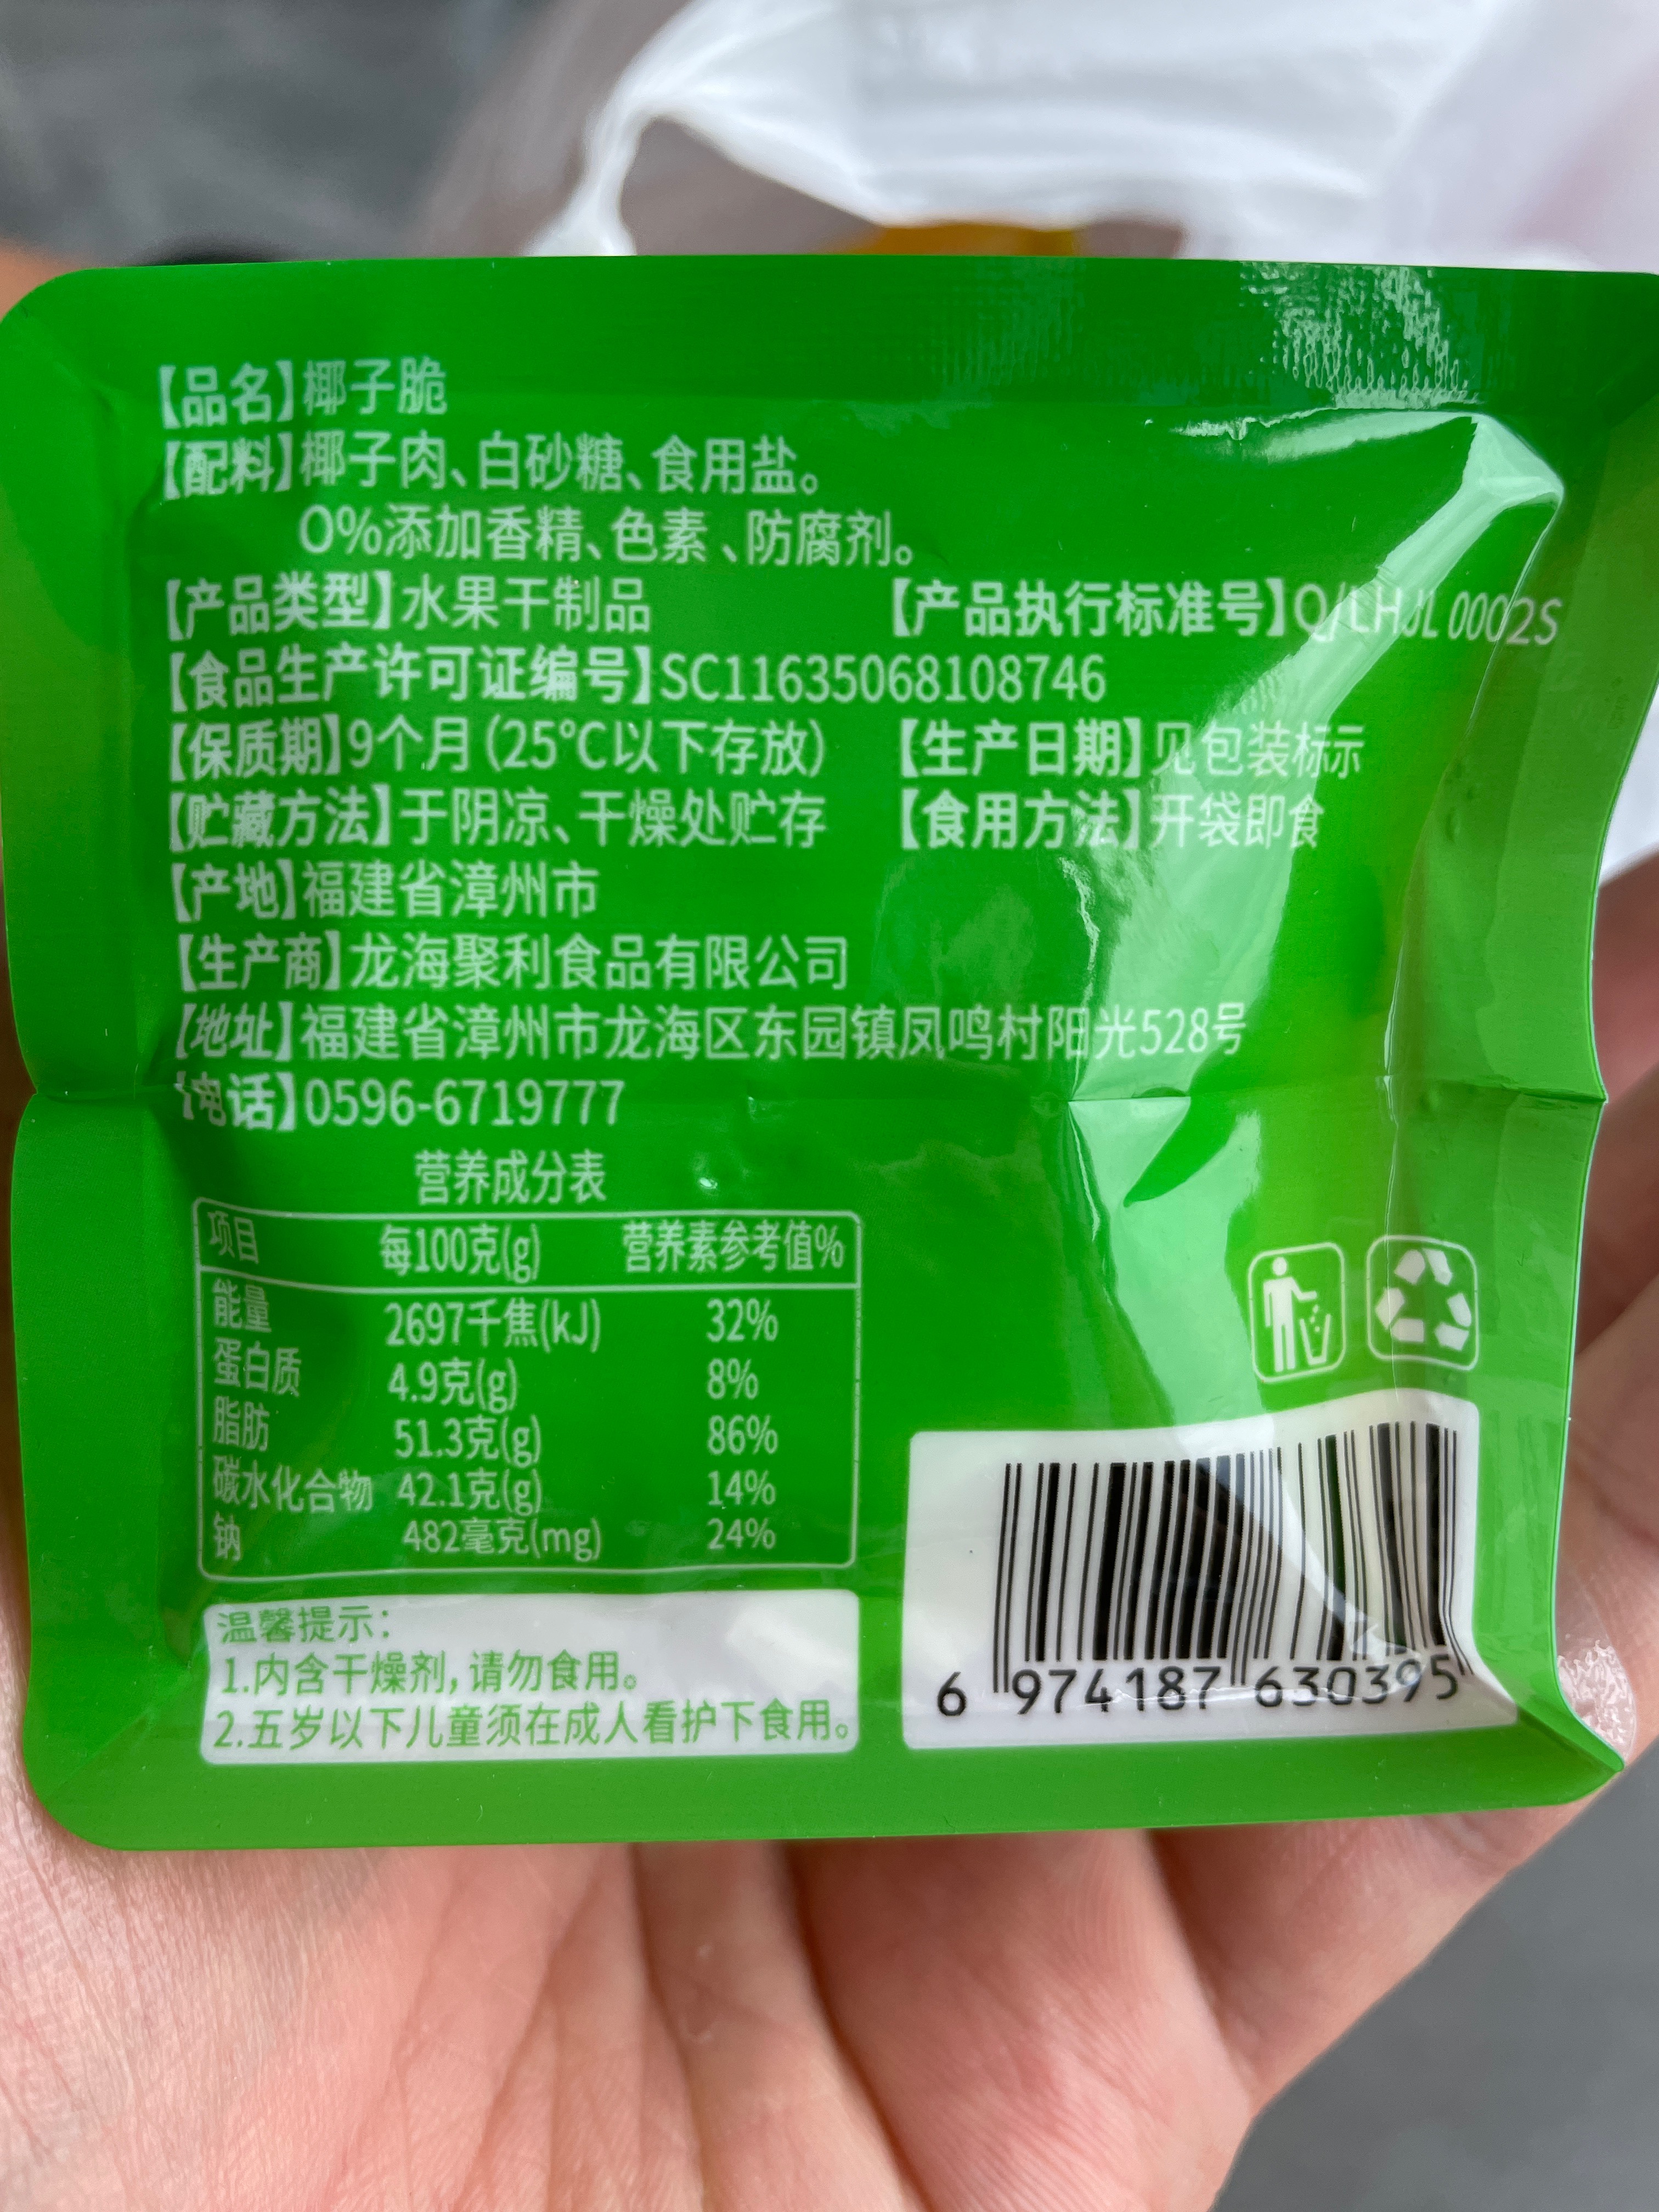 【品名】椰子脆
【配料】椰子肉、白砂糖、食用盐。
0%添加香精、色素、防腐剂。
【产品类型】水果干制品 【产品执行标准号】Q/LHJL 0002S
【食品生产许可证编号】SC11635068108746
【保质期】9个月(25℃以下存放) 【生产日期】见包装标示
【贮藏方法】于阴凉、干燥处贮存 【食用方法】开袋即食
【产地】福建省漳州市
【生产商】龙海聚利食品有限公司
【地址】福建省漳州市龙海区东园镇凤鸣村阳光528号
【电话】0596-6719777
营养成分表
项目 每100克(g) 营养素参考值%
能量 2697千焦(kJ) 32%
蛋白质 4.9克(g) 8%
脂肪 51.3克(g) 86%
碳水化合物 42.1克(g) 14%
钠 482毫克(mg) 24%
温馨提示:
1.内含干燥剂,请勿食用。
2.五岁以下儿童须在成人看护下食用。
6 974187 630395